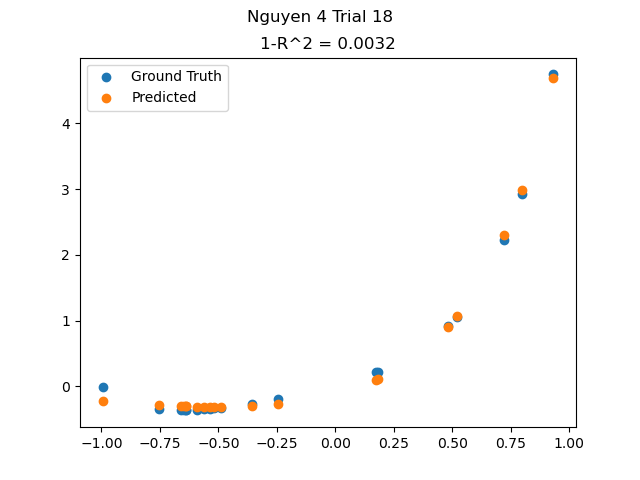 Nguyen 4 Trial 18
1-R^2 = 0.0032
Ground Truth
Predicted
4
3
2
1
0
−1.00 −0.75 −0.50 −0.25 0.00 0.25 0.50 0.75 1.00